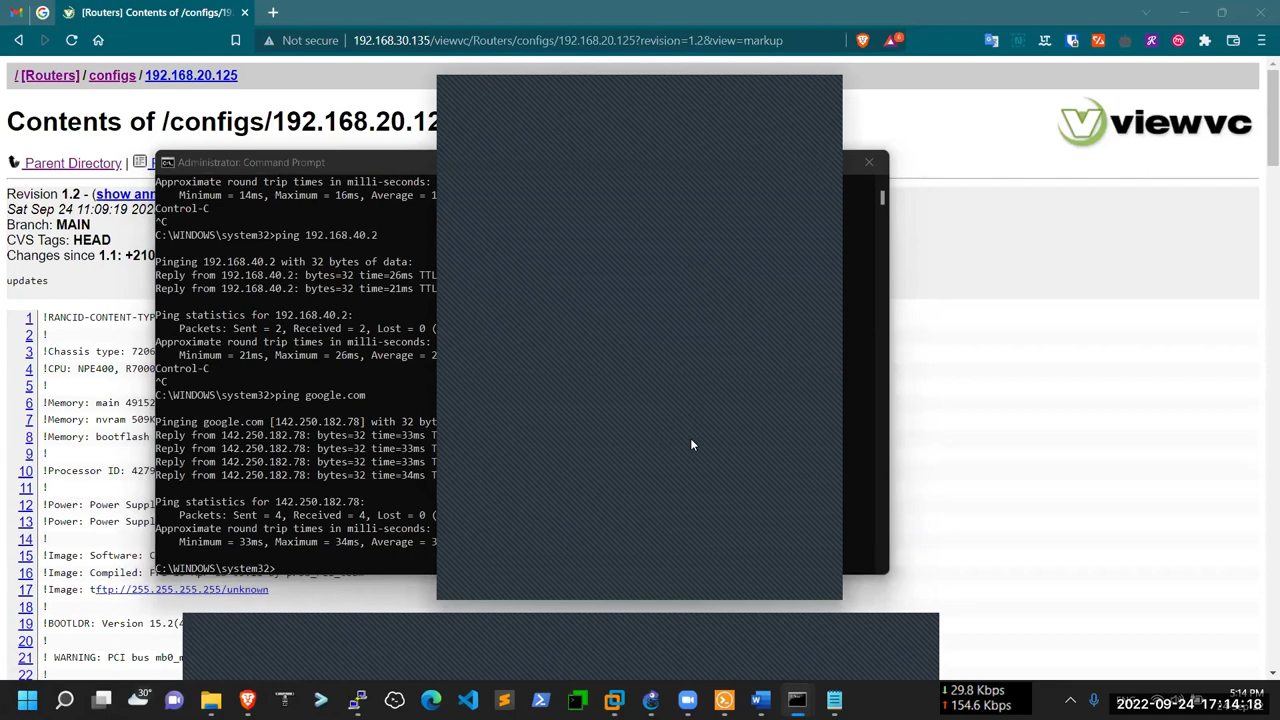 [Routers] Contents of /configs/19:
Not secure
192.168.30.135/viewvc/Routers/configs/192.168.20.125?revision=1.2&view=markup
/ [Routers] / configs / 192.168.20.125
Contents of /configs/192.168.20.12
viewvc
Parent Directory |
Administrator: Command Prompt
Revision 1.2 - (show ann
Sat Sep 24 11:09:19 202
Branch: MAIN
CVS Tags: HEAD
Changes since 1.1: +210
updates
Approximate round trip times in milli-seconds:
Minimum = 14ms, Maximum = 16ms, Average = 1
Control-C
^C
C:\WINDOWS\system32>ping 192.168.40.2
Pinging 192.168.40.2 with 32 bytes of data:
Reply from 192.168.40.2: bytes=32 time=26ms TTL
Reply from 192.168.40.2: bytes=32 time=21ms TTL
Ping statistics for 192.168.40.2:
Packets: Sent = 2, Received = 2, Lost = 0 (
Approximate round trip times in milli-seconds:
Minimum = 21ms, Maximum = 26ms, Average = 2
Control-C
^C
C:\WINDOWS\system32>ping google.com
Pinging google.com [142.250.182.78] with 32 byt
Reply from 142.250.182.78: bytes=32 time=33ms T
Reply from 142.250.182.78: bytes=32 time=33ms T
Reply from 142.250.182.78: bytes=32 time=33ms T
Reply from 142.250.182.78: bytes=32 time=34ms T
Ping statistics for 142.250.182.78:
Packets: Sent = 4, Received = 4, Lost = 0 (
Approximate round trip times in milli-seconds:
Minimum = 33ms, Maximum = 34ms, Average = 3
C:\WINDOWS\system32>
1 !RANCID-CONTENT-TYP
2 !
3 !Chassis type: 7206
4 !CPU: NPE400, R7000
5 !
6 !Memory: main 49152
7 !Memory: nvram 509K
8 !Memory: bootflash
9 !
10 !Processor ID: 4279
11 !
12 !Power: Power Suppl
13 !Power: Power Suppl
14 !
15 !Image: Software: C
16 !Image: Compiled:
17 !Image: tftp://255.255.255.255/unknown
18 !
19 !BOOTLDR: Version 15.2(4
20 !
21 ! WARNING: PCI bus mb0_m
22
30°
29.8 Kbps
154.6 Kbps
5:14 PM
2022-09-24 17:14:18